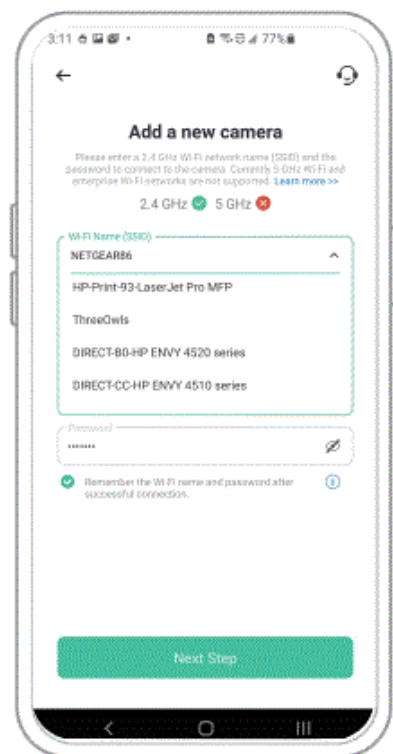 3:11
77%
Add a new camera
Please enter a 2.4 GHz Wi-Fi network name (SSID) and the
password to connect to the camera. Currently 5 GHz Wi-Fi and
enterprise Wi-Fi networks are not supported. Learn more >>
2.4 GHz 5 GHz
Wi-Fi Name (SSID)
NETGEAR86
HP-Print-93-LaserJet Pro MFP
ThreeOwls
DIRECT-B0-HP ENVY 4520 series
DIRECT-CC-HP ENVY 4510 series
Password
•••••••
Remember the Wi-Fi name and password after
successful connection.
Next Step